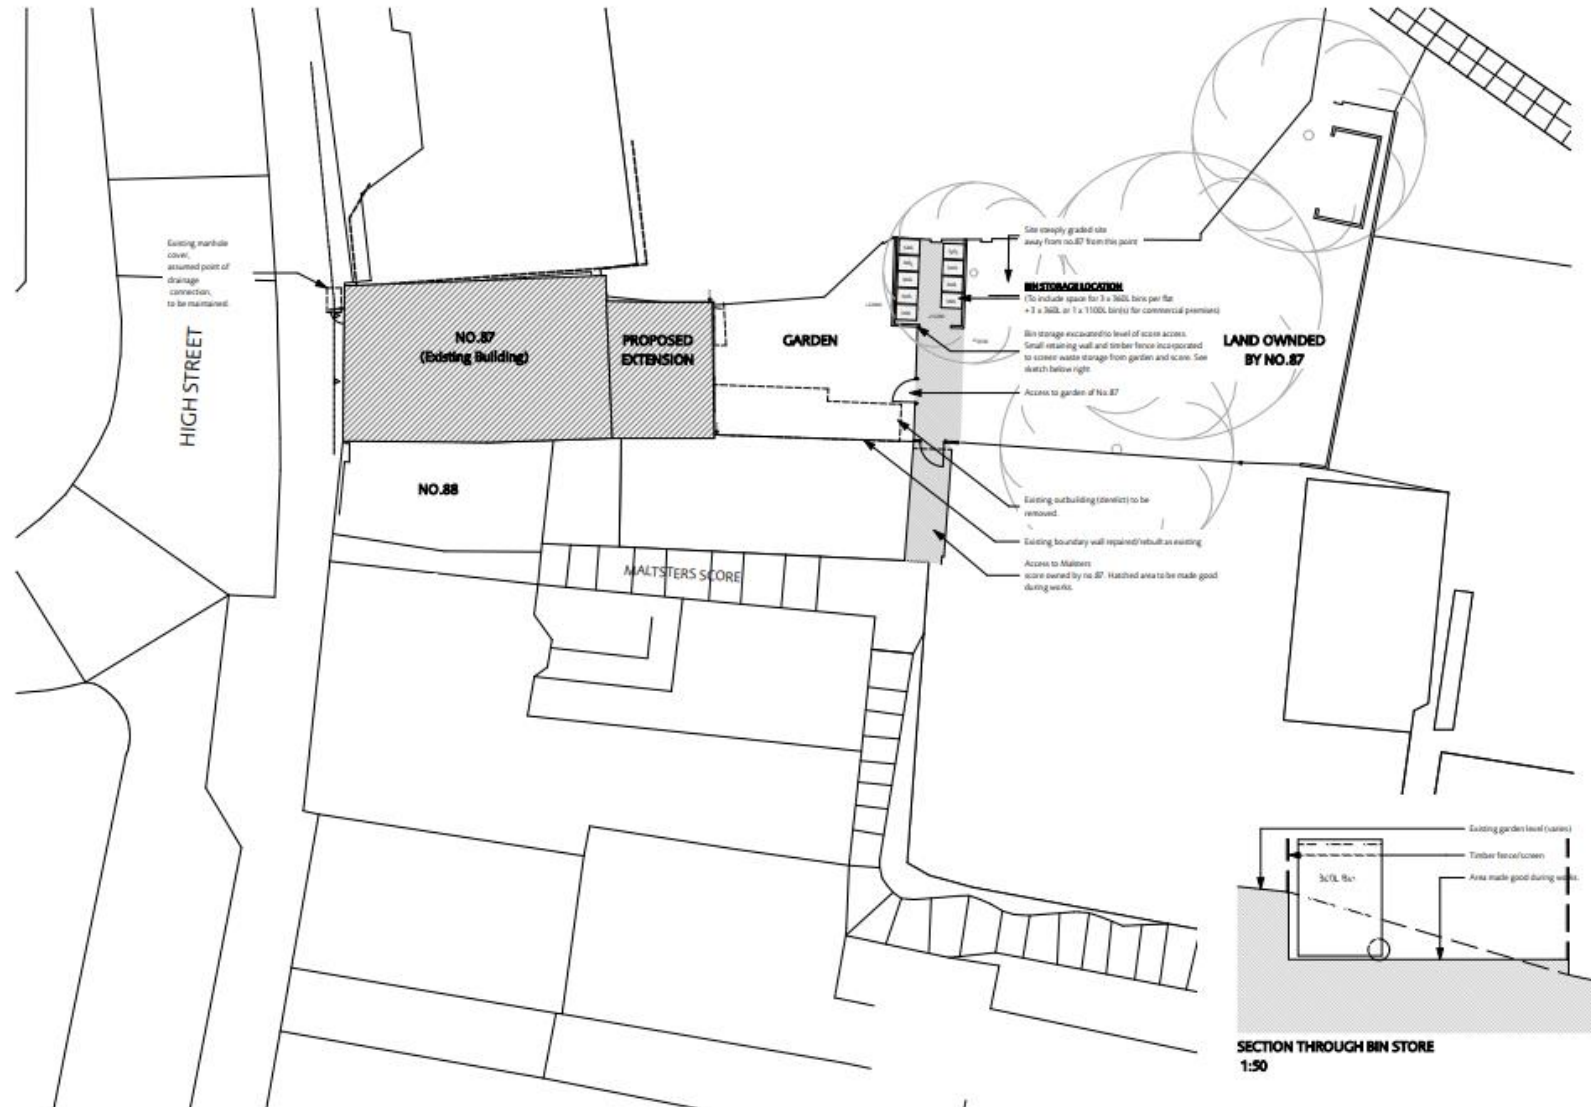 Existing manhole
cover,
assumed point of
drainage
connection,
to be maintained.
HIGH STREET
NO.87
(Existing Building)
PROPOSED
EXTENSION
GARDEN
NO.88
MALTSTERS SCORE
Site steeply graded site
away from no.87 from this point
BIN STORAGE LOCATION
(To include space for 3 x 360L bins per flat
+ 3 x 360L or 1 x 1100L bin(s) for commercial premises)
Bin storage excavated to level of score access.
Small retaining wall and timber fence incorporated
to screen waste storage from garden and score. See
sketch below right
Access to garden of No.87
LAND OWNDED
BY NO.87
Existing outbuilding (derelict) to be
removed.
Existing boundary wall repaired/rebuilt as existing
Access to Malsters
score owned by no 87. Hatched area to be made good
during works.
Existing garden level (varies)
Timber fence/screen
Area made good during works.
360L Bin
SECTION THROUGH BIN STORE
1:50